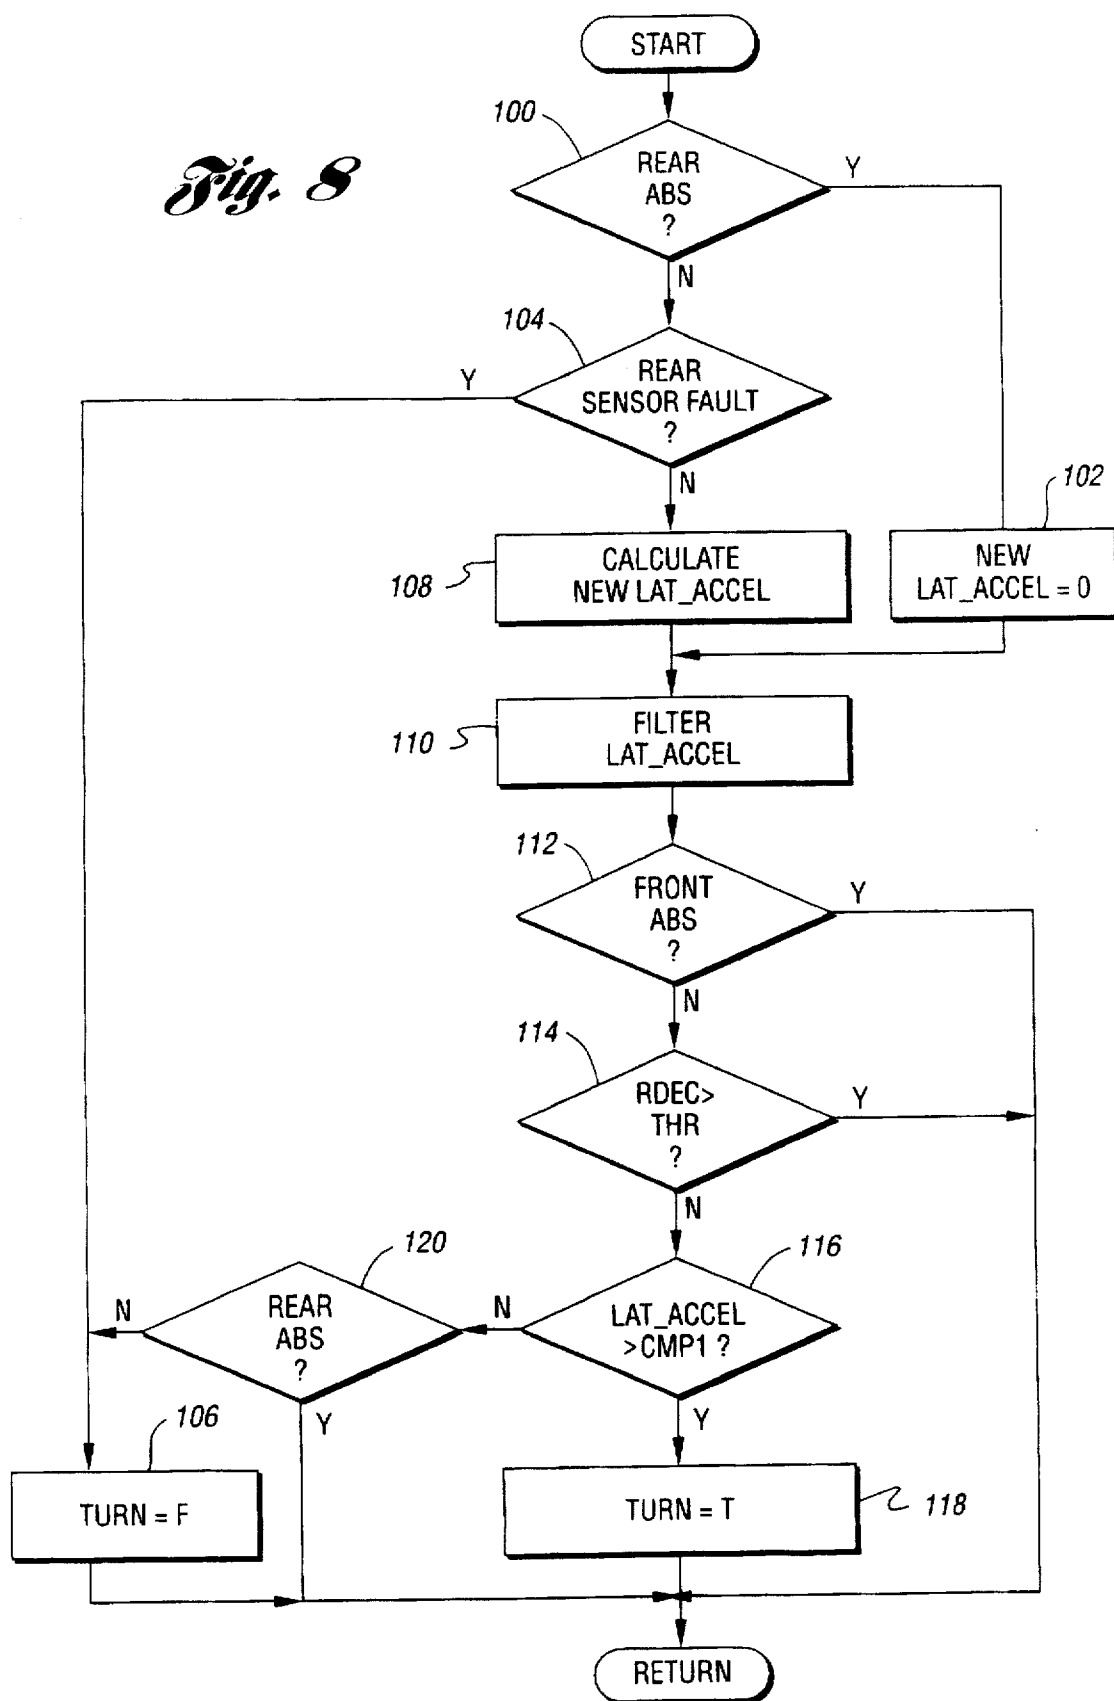 START
100
Fig. 8
REAR
ABS
?
Y
N
104
REAR
SENSOR FAULT
?
Y
N
102
NEW
LAT_ACCEL = 0
108
CALCULATE
NEW LAT_ACCEL
110
FILTER
LAT_ACCEL
112
FRONT
ABS
?
Y
N
114
RDEC>
THR
?
Y
N
120
116
REAR
ABS
?
N
Y
LAT_ACCEL
>CMP1 ?
N
Y
106
TURN = F
TURN = T
118
RETURN